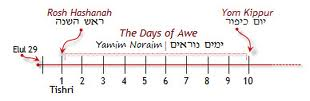 Rosh Hashanah
ראש השנה
Yom Kippur
יום כיפור
The Days of Awe
Yamim Noraim | ימים נוראים
Elul 29
1 2 3 4 5 6 7 8 9 10
Tishri